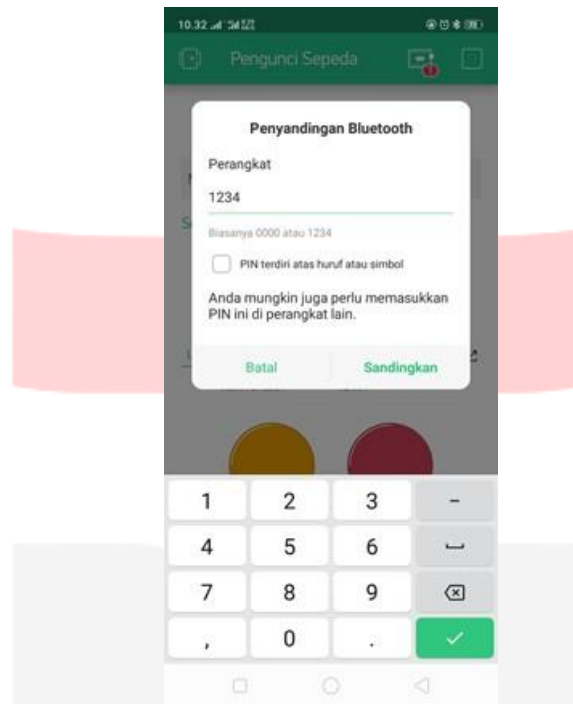 10.32
Pengunci Sepeda
Penyandingan Bluetooth
Perangkat
1234
Biasanya 0000 atau 1234
PIN terdiri atas huruf atau simbol
Anda mungkin juga perlu memasukkan
PIN ini di perangkat lain.
Batal Sandingkan
1 2 3 -
4 5 6
7 8 9
, 0 .